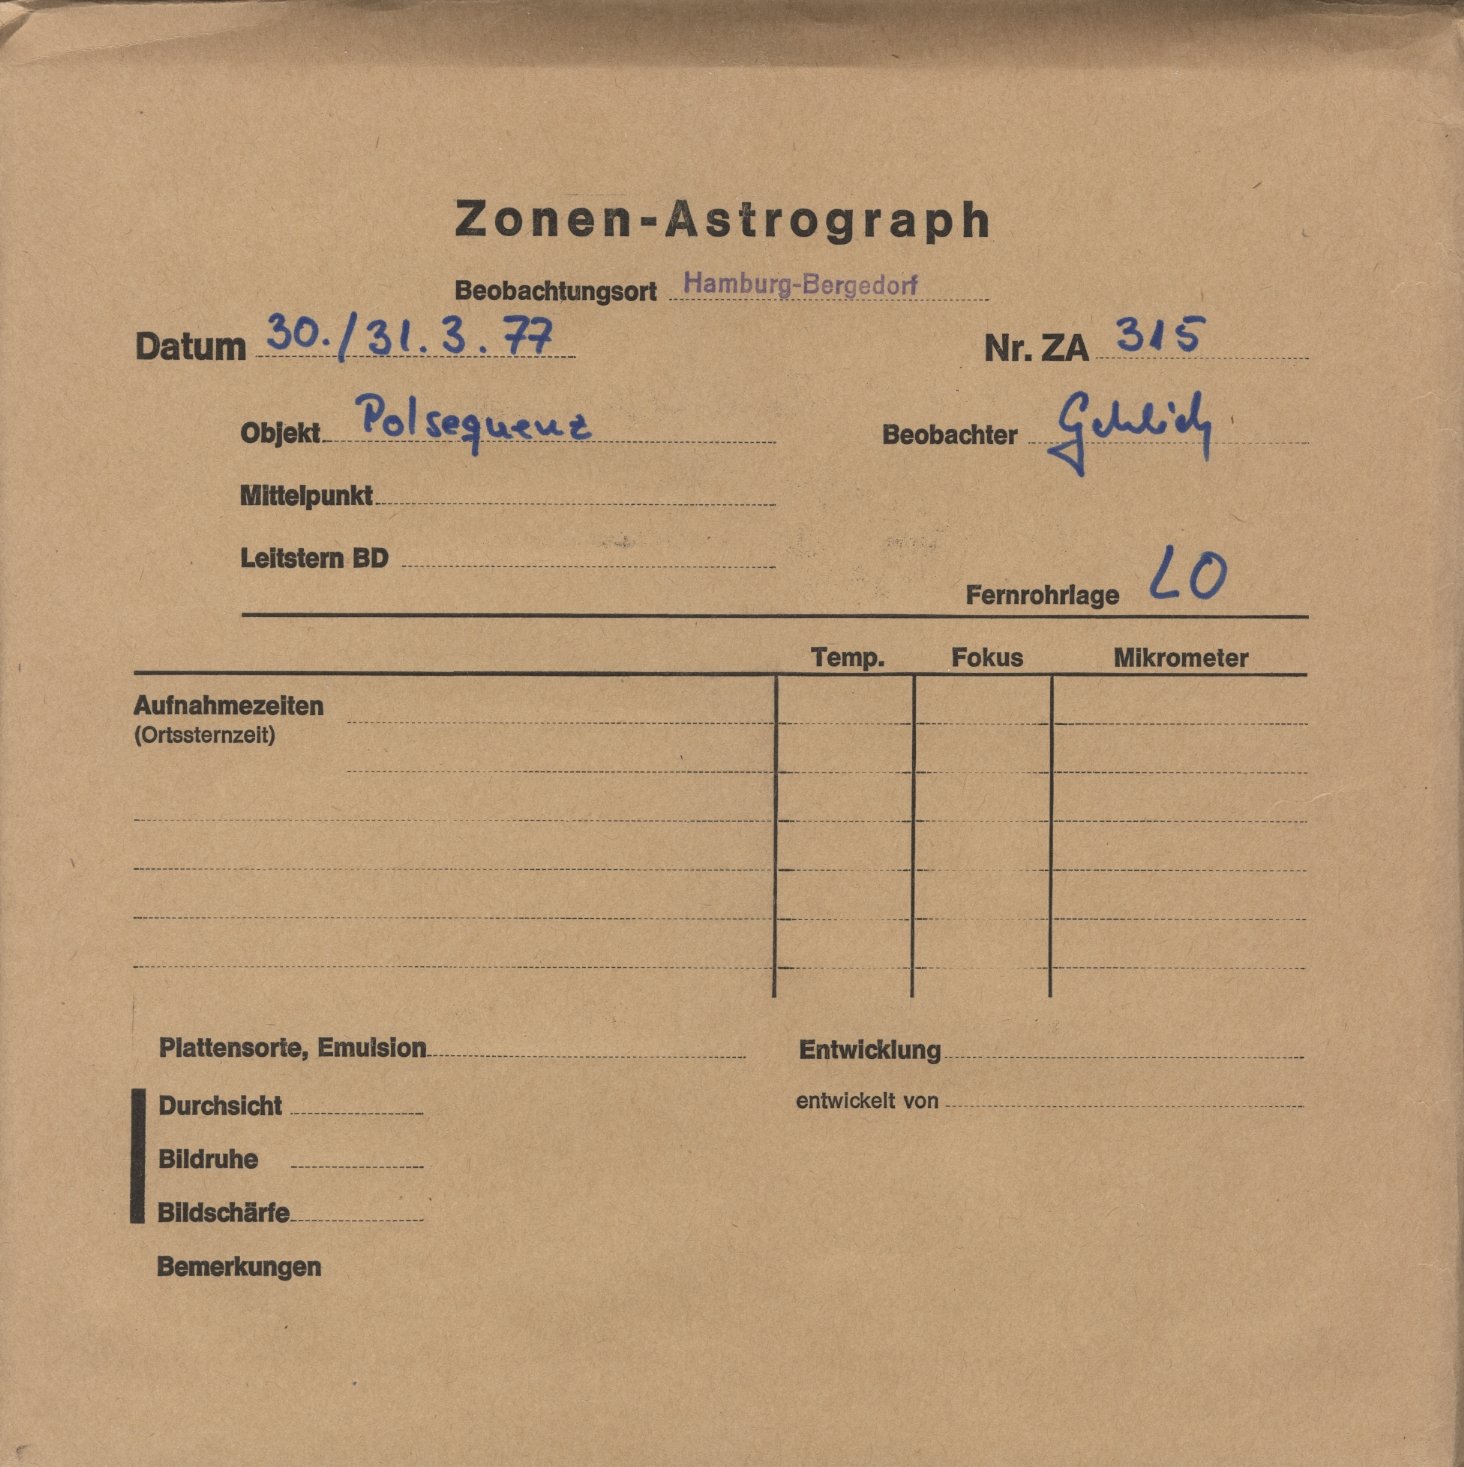 Zonen-Astrograph
Beobachtungsort Hamburg-Bergedorf
Datum 30./31.3.77 Nr. ZA 315
Objekt Polsequenz Beobachter
Mittelpunkt
Leitstern BD
Fernrohrlage LO
Temp. Fokus Mikrometer
Aufnahmezeiten
(Ortssternzeit)
Plattensorte, Emulsion Entwicklung
Durchsicht entwickelt von
Bildruhe
Bildschärfe
Bemerkungen